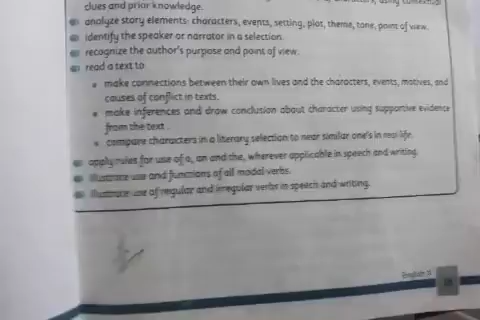 clues and prior knowledge.
analyze story elements: characters, events, setting, plot, theme, tone, point of view.
identify the speaker or narrator in a selection.
recognize the author's purpose and point of view.
read a text to
make connections between their own lives and the characters, events, motives, and
causes of conflict in texts.
make inferences and draw conclusion about character using supportive evidence
from the text.
compare characters in a literary selection to near similar one's in real life.
apply rules for use of a, an and the, wherever applicable in speech and writing.
illustrate use and functions of all modal verbs.
illustrate use of regular and irregular verbs in speech and writing.
English